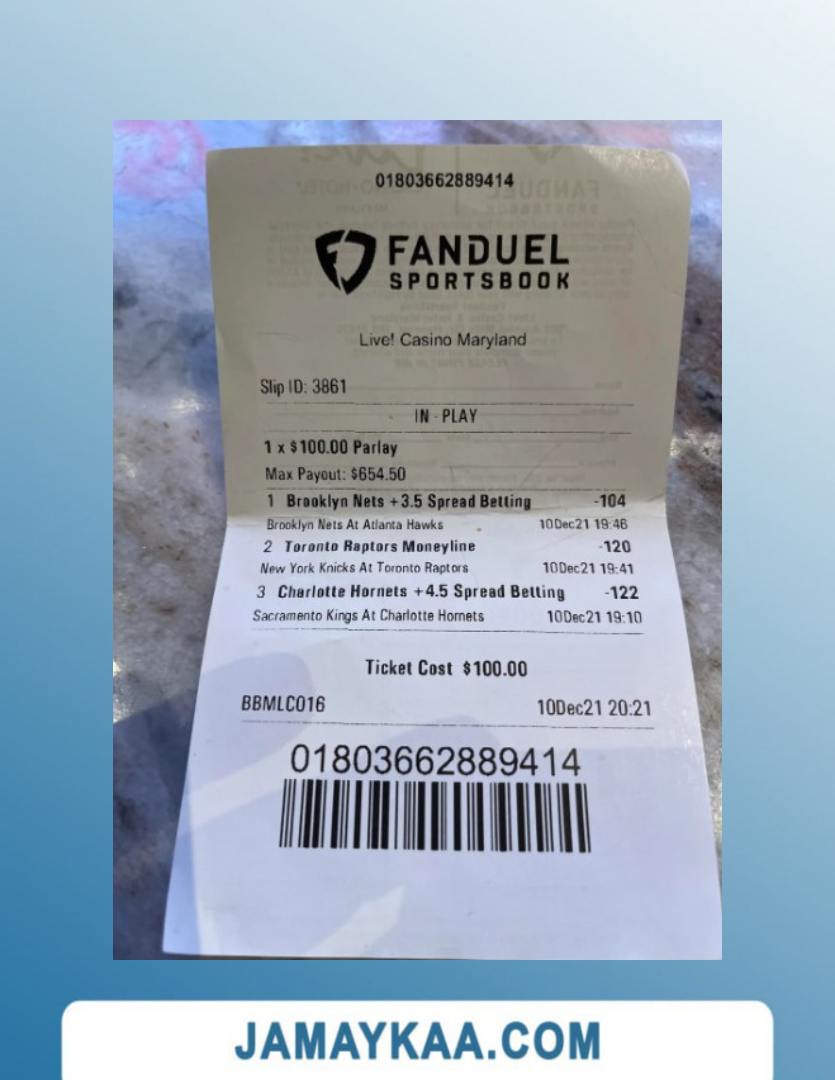 01803662889414
FANDUEL
SPORTSBOOK
Live! Casino Maryland
Slip ID: 3861
IN-PLAY
1 x $100.00 Parlay
Max Payout: $654.50
1 Brooklyn Nets +3.5 Spread Betting -104
Brooklyn Nets At Atlanta Hawks 10Dec21 19:46
2 Toronto Raptors Moneyline -120
New York Knicks At Toronto Raptors 10Dec21 19:41
3 Charlotte Hornets +4.5 Spread Betting -122
Sacramento Kings At Charlotte Hornets 10Dec21 19:10
Ticket Cost $100.00
BBMLC016 10Dec21 20:21
01803662889414
JAMAYKAA.COM